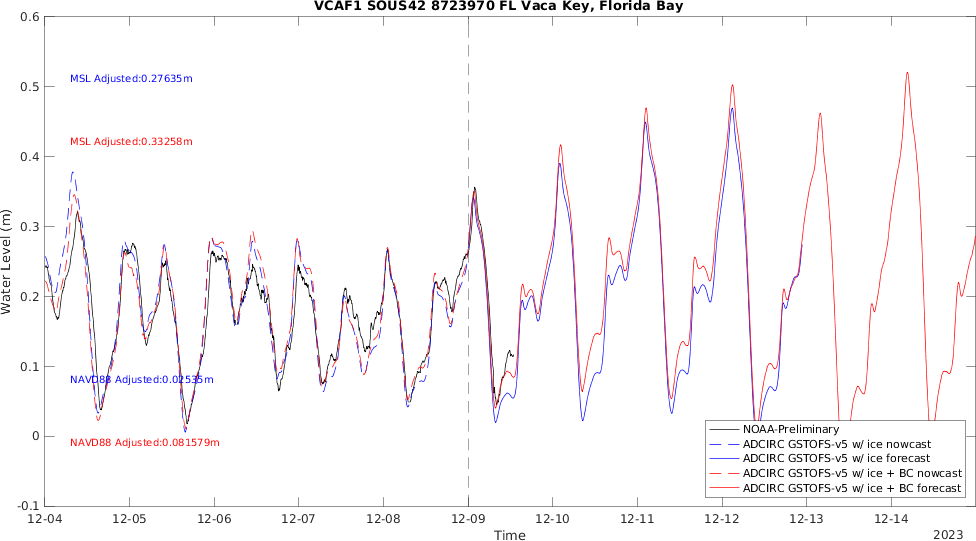 VCAF1 SOUS42 8723970 FL Vaca Key, Florida Bay
0.6
0.5
0.4
0.3
0.2
0.1
0
-0.1
Water Level (m)
MSL Adjusted:0.27635m
MSL Adjusted:0.33258m
NAVD88 Adjusted:0.02535m
NAVD88 Adjusted:0.081579m
NOAA-Preliminary
ADCIRC GSTOFS-v5 w/ ice nowcast
ADCIRC GSTOFS-v5 w/ ice forecast
ADCIRC GSTOFS-v5 w/ ice + BC nowcast
ADCIRC GSTOFS-v5 w/ ice + BC forecast
12-04 12-05 12-06 12-07 12-08 12-09 12-10 12-11 12-12 12-13 12-14
Time
2023